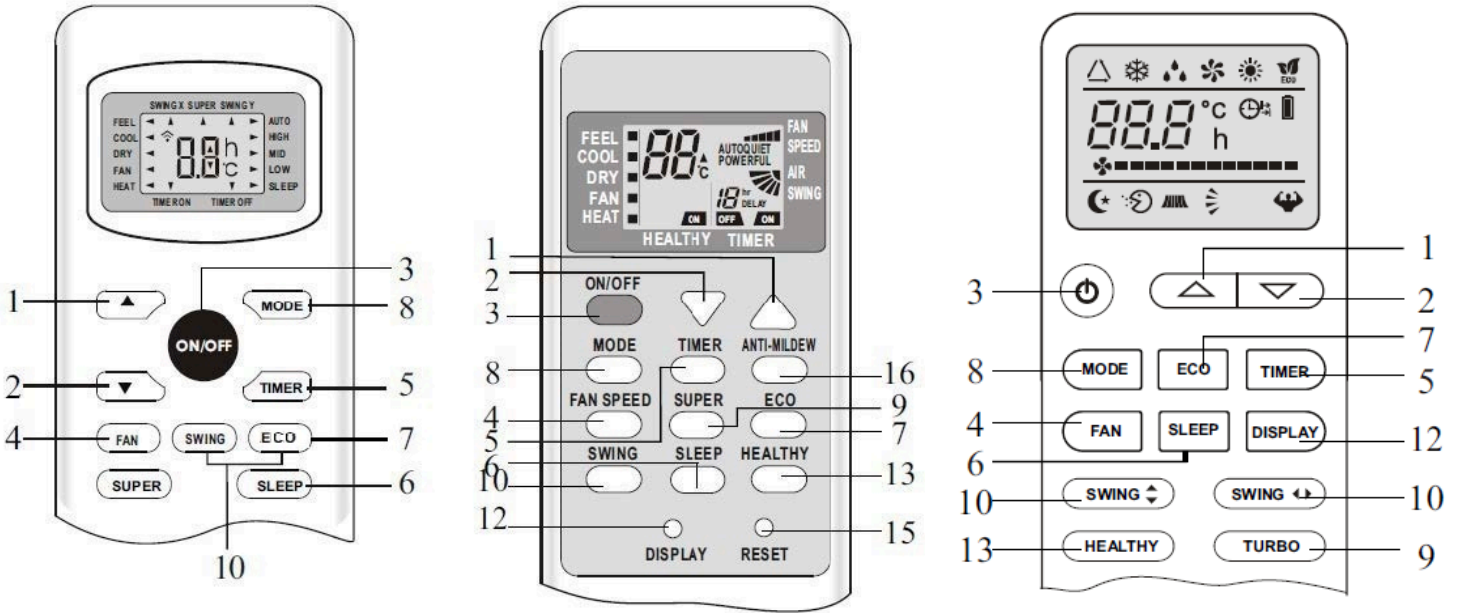 SWING X SUPER SWING Y
FEEL AUTO
COOL HIGH
DRY 8.8 h MID
FAN °C LOW
HEAT SLEEP
TIMER ON TIMER OFF
3
1 MODE 8
ON/OFF
2 TIMER 5
4 FAN SWING ECO 7
SUPER SLEEP 6
10
FEEL 88 °C FAN
COOL AUTO QUIET SPEED
DRY POWERFUL AIR
FAN 18 hr SWING
HEAT DELAY
ON OFF ON
HEALTHY TIMER
1
2
ON/OFF
3
MODE TIMER ANTI-MILDEW
8 16
FAN SPEED SUPER ECO
4 9
5 7
SWING SLEEP HEALTHY
6
10 13
12 15
DISPLAY RESET
ECO
88.8 °C
h
1
3 2
7
8 MODE ECO TIMER 5
4 FAN SLEEP DISPLAY 12
6
10 SWING SWING 10
13 HEALTHY TURBO 9